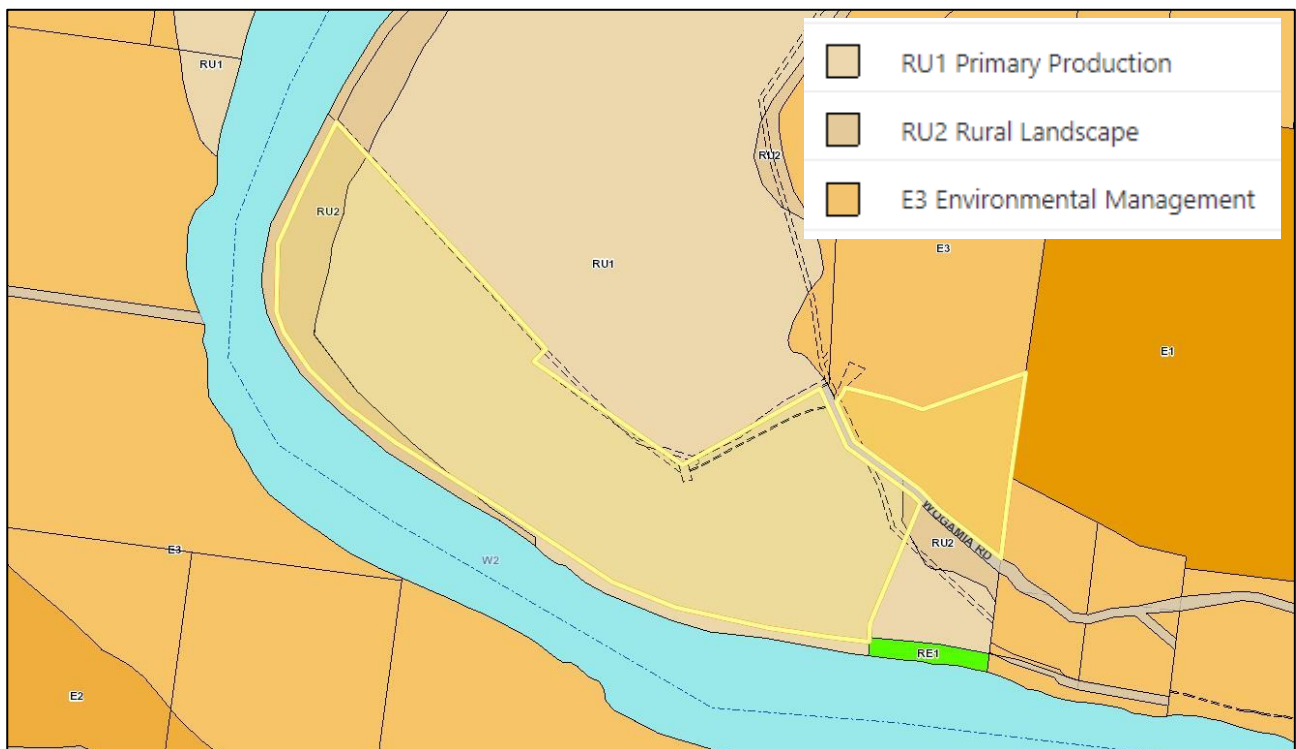 RU1
RU1 Primary Production
RU2 Rural Landscape
E3 Environmental Management
RU2
RU2
RU1
E3
E1
WOGAMIA RD
RU2
E3
W2
RE1
E2